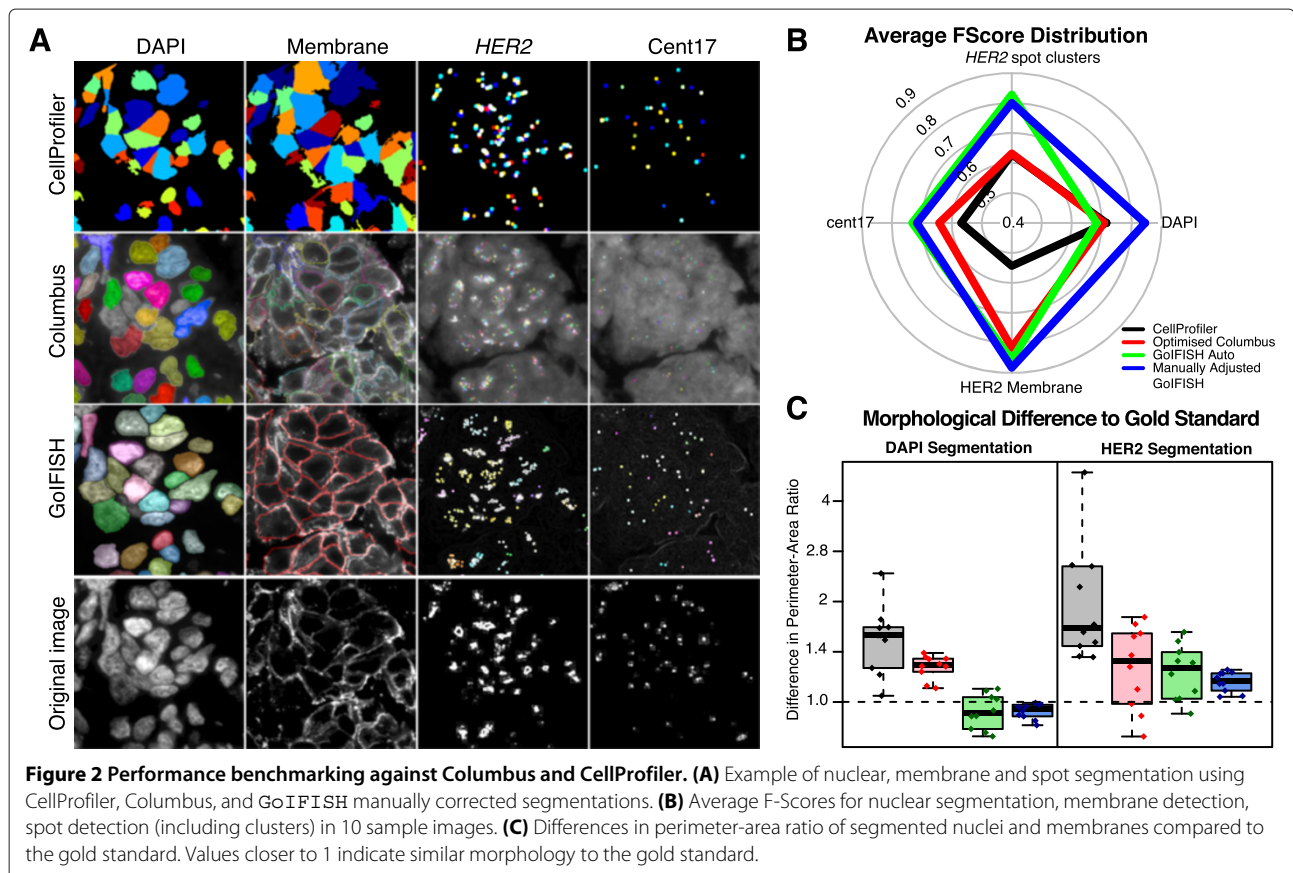 A
DAPI
Membrane
HER2
Cent17
CellProfiler
Columbus
GoIFISH
Original image
B
Average FScore Distribution
HER2 spot clusters
0.9
0.8
0.7
0.6
0.5
0.4
cent17
DAPI
HER2 Membrane
CellProfiler
Optimised Columbus
GoIFISH Auto
Manually Adjusted
GoIFISH
C
Morphological Difference to Gold Standard
DAPI Segmentation
HER2 Segmentation
Difference in Perimeter-Area Ratio
4
2.8
2
1.4
1.0
Figure 2 Performance benchmarking against Columbus and CellProfiler. (A) Example of nuclear, membrane and spot segmentation using
CellProfiler, Columbus, and GoIFISH manually corrected segmentations. (B) Average F-Scores for nuclear segmentation, membrane detection,
spot detection (including clusters) in 10 sample images. (C) Differences in perimeter-area ratio of segmented nuclei and membranes compared to
the gold standard. Values closer to 1 indicate similar morphology to the gold standard.